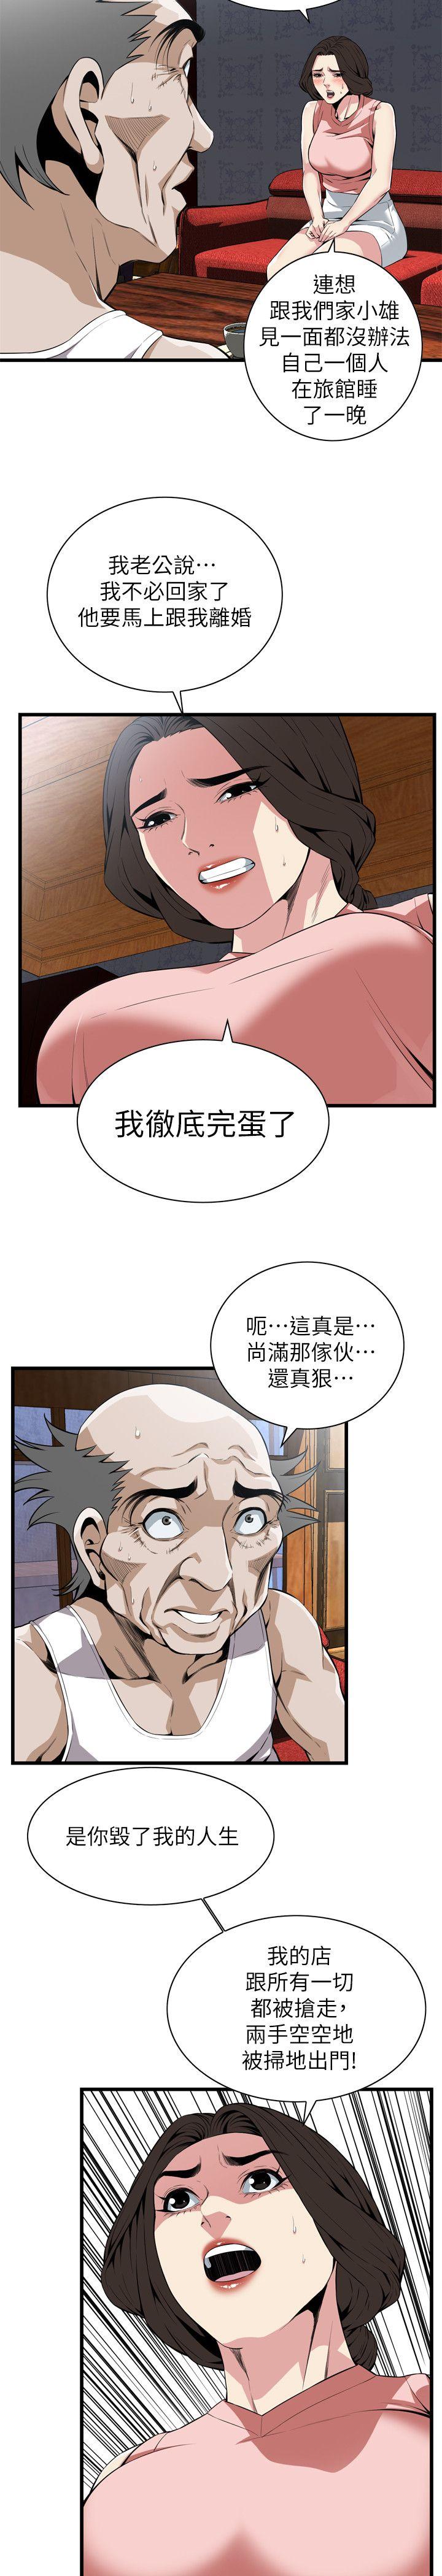 連想
跟我們家小雄
見一面都沒辦法
自己一個人
在旅館睡
了一晚
我老公說…
我不必回家了
他要馬上跟我離婚
我徹底完蛋了
呃…這真是…
尚滿那傢伙…
還真狠…
是你毀了我的人生
我的店
跟所有一切
都被搶走，
兩手空空地
被掃地出門!